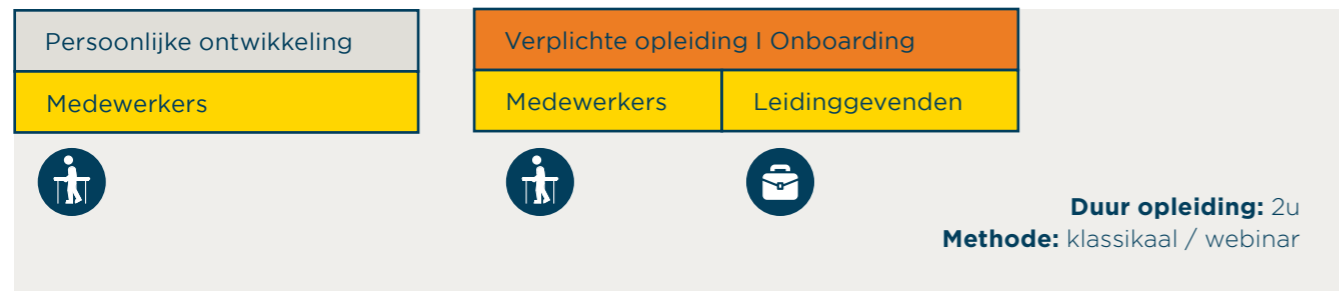 Persoonlijke ontwikkeling
Medewerkers
Verplichte opleiding I Onboarding
Medewerkers
Leidinggevenden
Duur opleiding: 2u
Methode: klassikaal / webinar